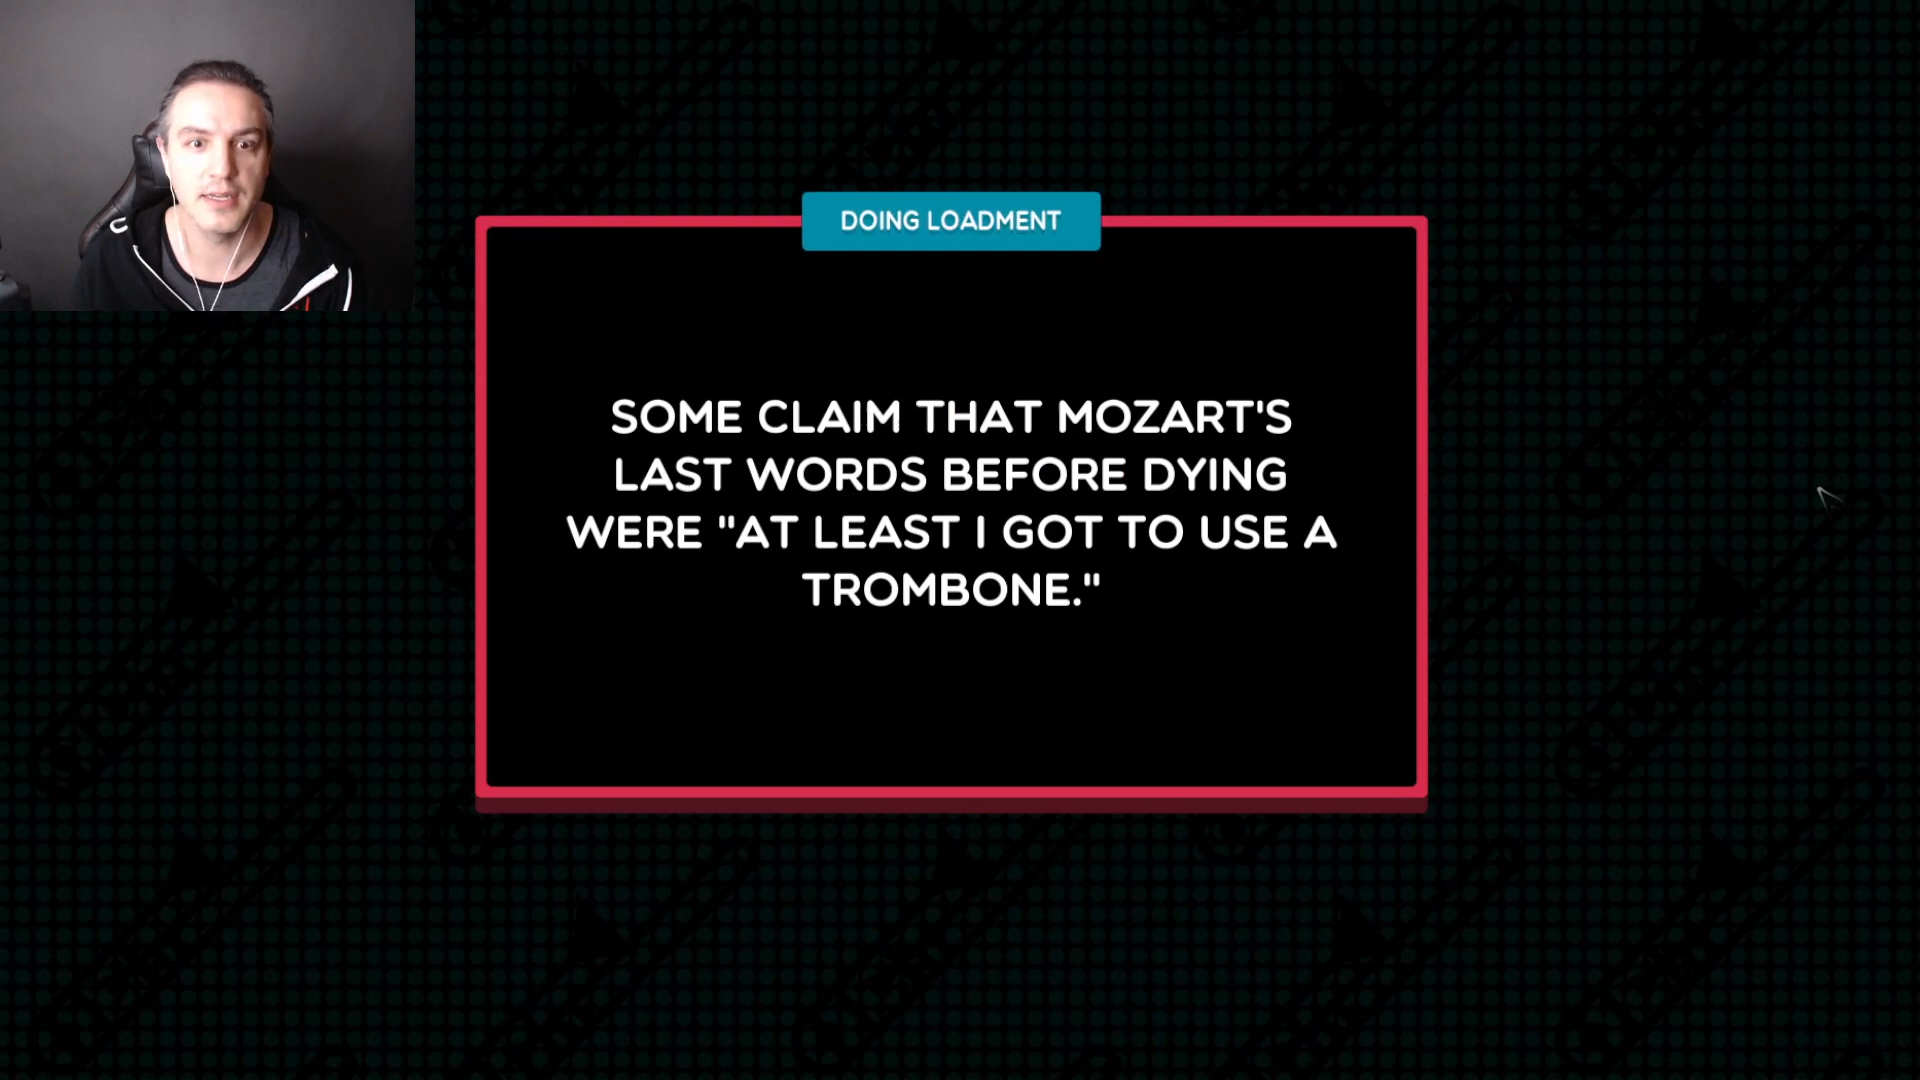 DOING LOADMENT
SOME CLAIM THAT MOZART'S
LAST WORDS BEFORE DYING
WERE "AT LEAST I GOT TO USE A
TROMBONE."